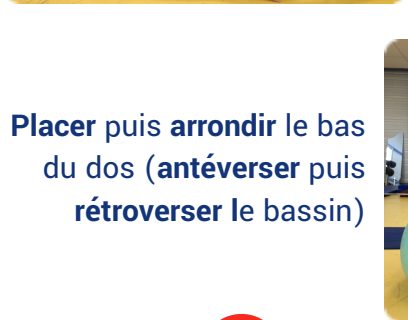 Placer puis arrondir le bas
du dos (antéverser puis
rétroverser le bassin)